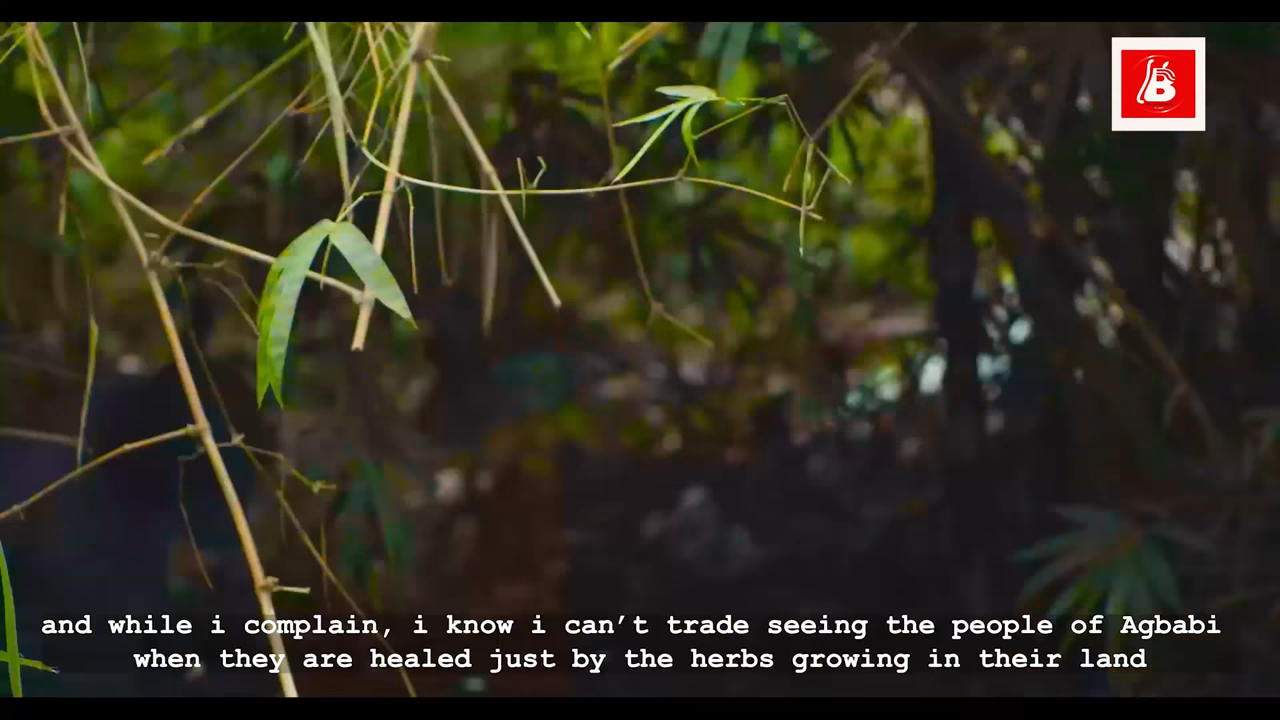 B
and while i complain, i know i can’t trade seeing the people of Agbabi
when they are healed just by the herbs growing in their land